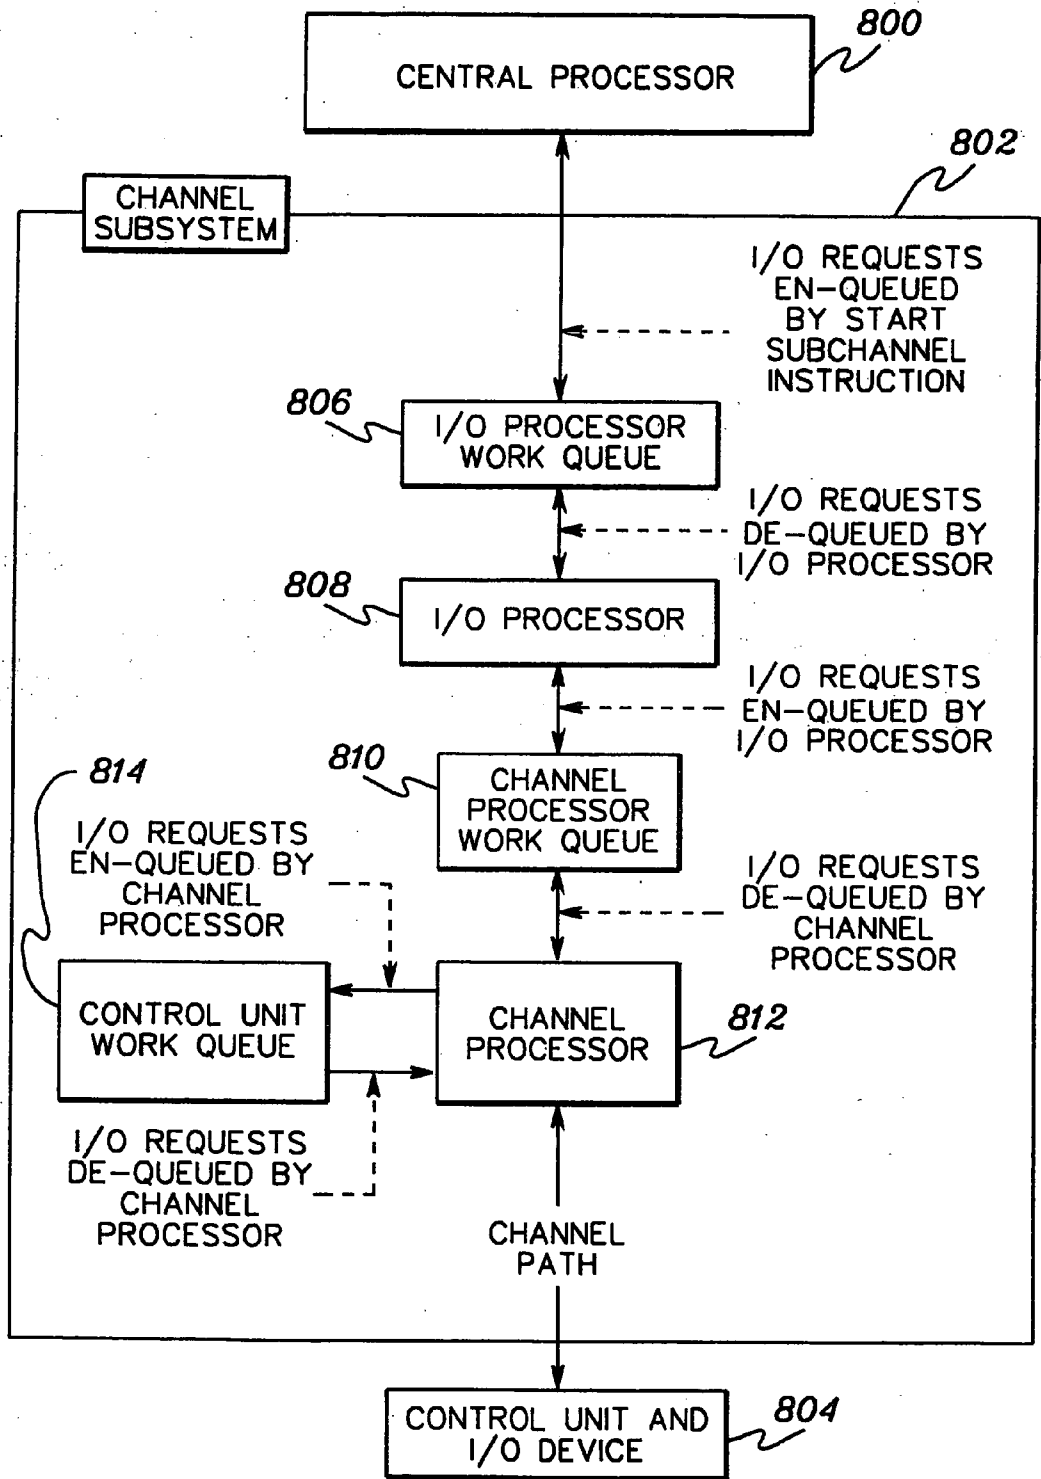 800
CENTRAL PROCESSOR
802
CHANNEL
SUBSYSTEM
I/O REQUESTS
EN-QUEUED
BY START
SUBCHANNEL
INSTRUCTION
806
I/O PROCESSOR
WORK QUEUE
I/O REQUESTS
DE-QUEUED BY
I/O PROCESSOR
808
I/O PROCESSOR
I/O REQUESTS
EN-QUEUED BY
I/O PROCESSOR
810
CHANNEL
PROCESSOR
WORK QUEUE
814
I/O REQUESTS
EN-QUEUED BY
CHANNEL
PROCESSOR
I/O REQUESTS
DE-QUEUED BY
CHANNEL
PROCESSOR
CONTROL UNIT
WORK QUEUE
CHANNEL
PROCESSOR
812
I/O REQUESTS
DE-QUEUED BY
CHANNEL
PROCESSOR
CHANNEL
PATH
CONTROL UNIT AND
I/O DEVICE
804